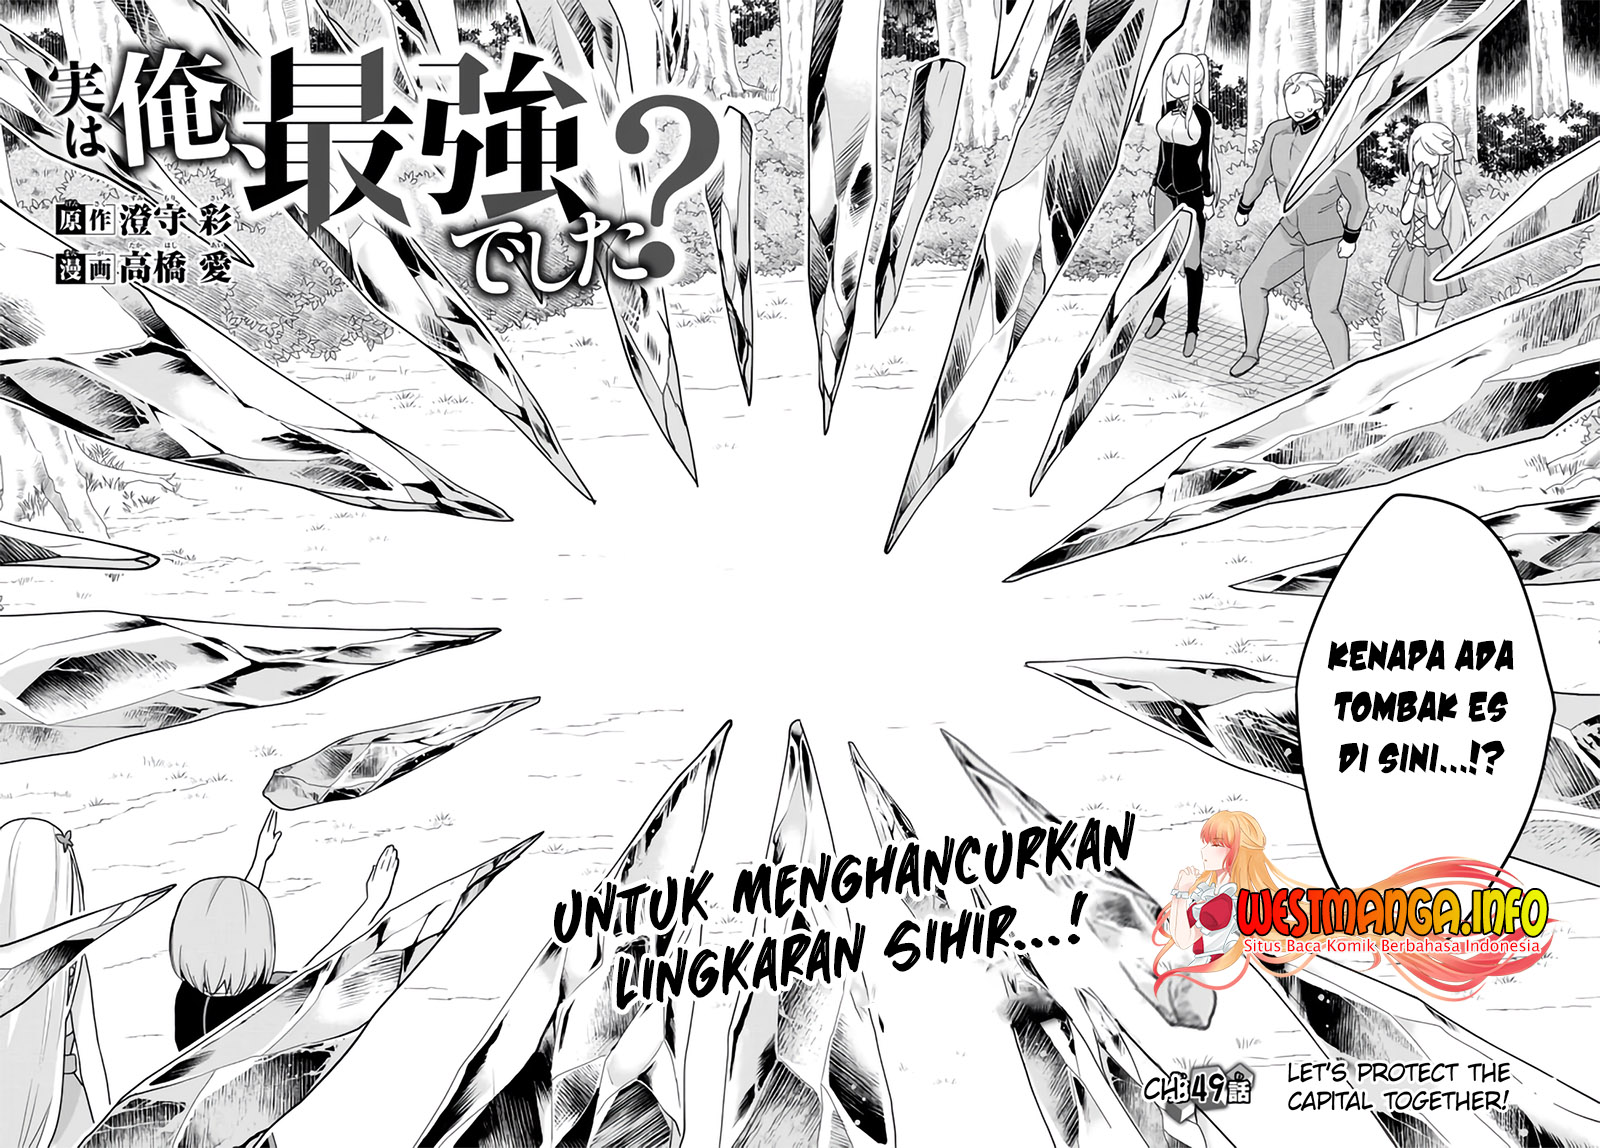 実は俺、最強でした?
原作 澄守 彩
漫画 高橋 愛
KENAPA ADA
TOMBAK ES
DI SINI...!?
UNTUK MENGHANCURKAN
LINGKARAN SIHIR...!
WESTMANGA.INFO
Situs Baca Komik Berbahasa Indonesia
CH: 49話
LET'S PROTECT THE
CAPITAL TOGETHER!